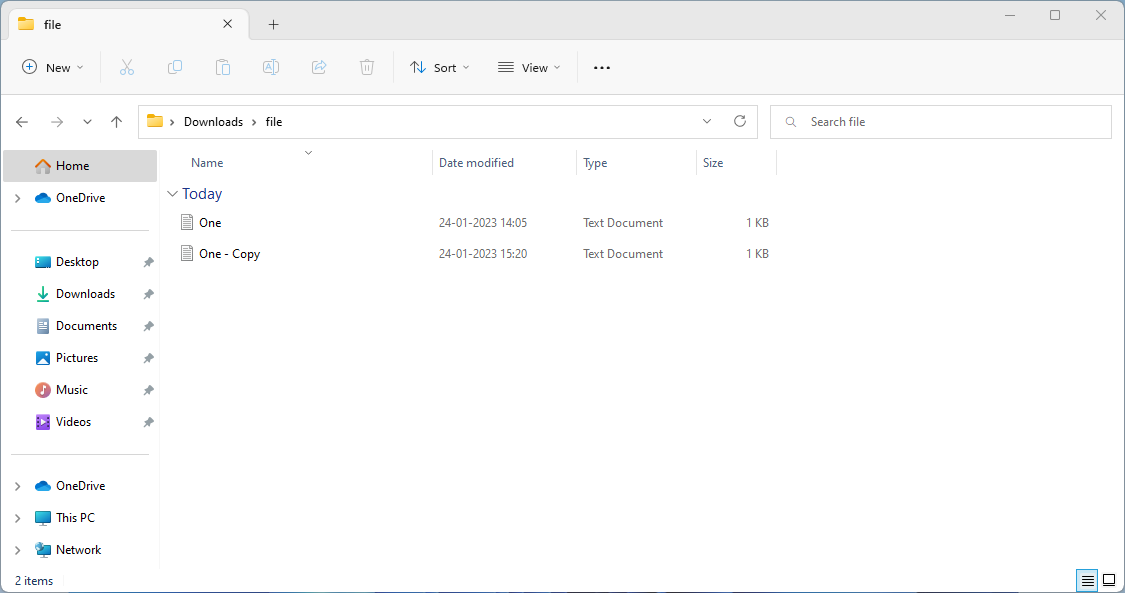 file
New
Sort
View
Downloads
file
Search file
Home
OneDrive
Desktop
Downloads
Documents
Pictures
Music
Videos
OneDrive
This PC
Network
Name Date modified Type Size
Today
One 24-01-2023 14:05 Text Document 1 KB
One - Copy 24-01-2023 15:20 Text Document 1 KB
2 items